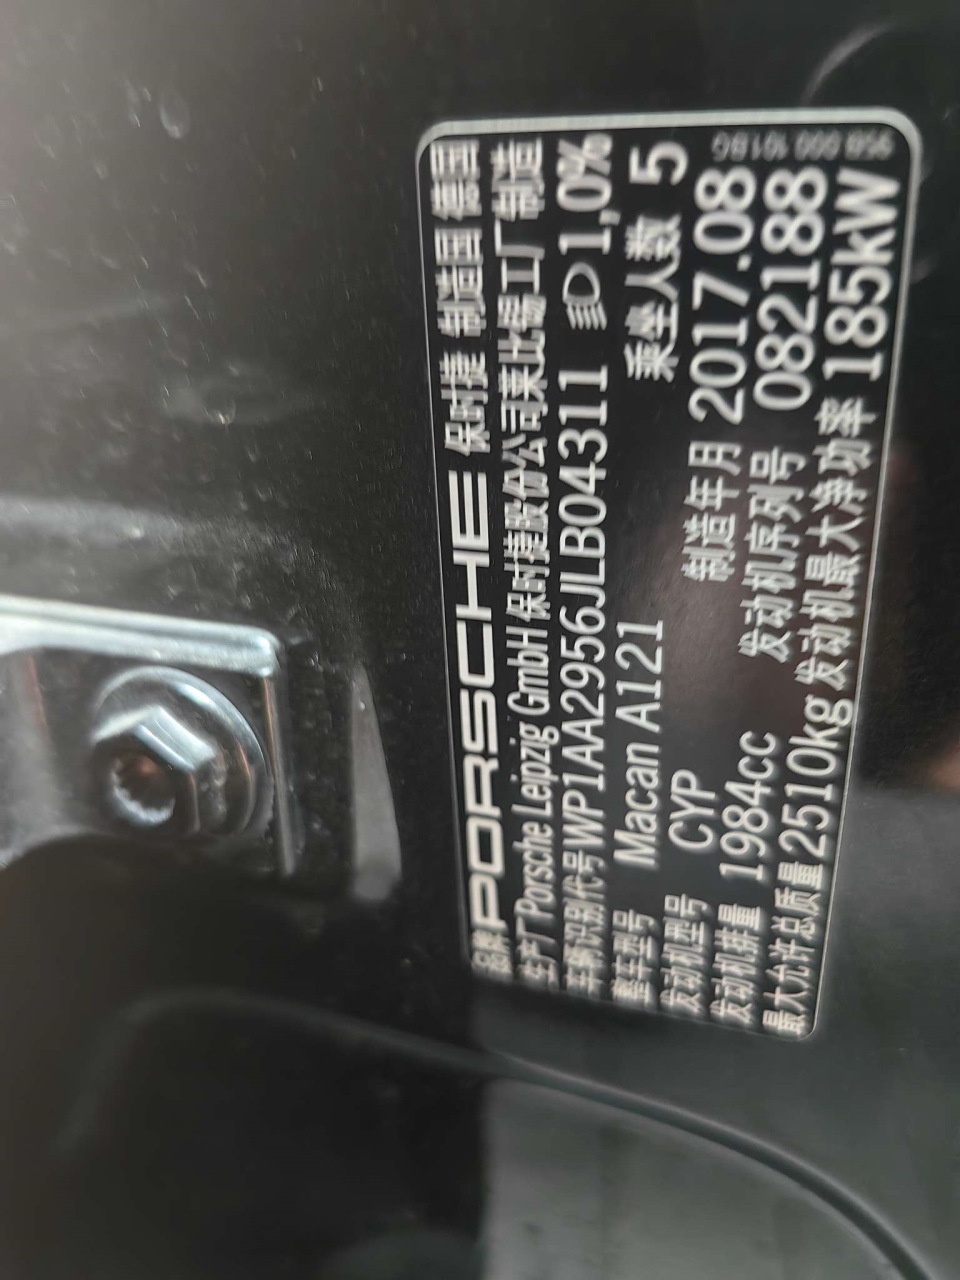 品牌 PORSCHE 保时捷 制造国 德国
生产厂 Porsche Leipzig GmbH 保时捷股份公司莱比锡工厂制造
车辆识别代号 WP1AA2956JLB04311 1,0%
整车型号 Macan A121 乘坐人数 5
发动机型号 CYP 制造年月 2017.08
发动机排量 1984cc 发动机序列号 082188
最大允许总质量 2510kg 发动机最大净功率 185kW
95B 000 101 BG